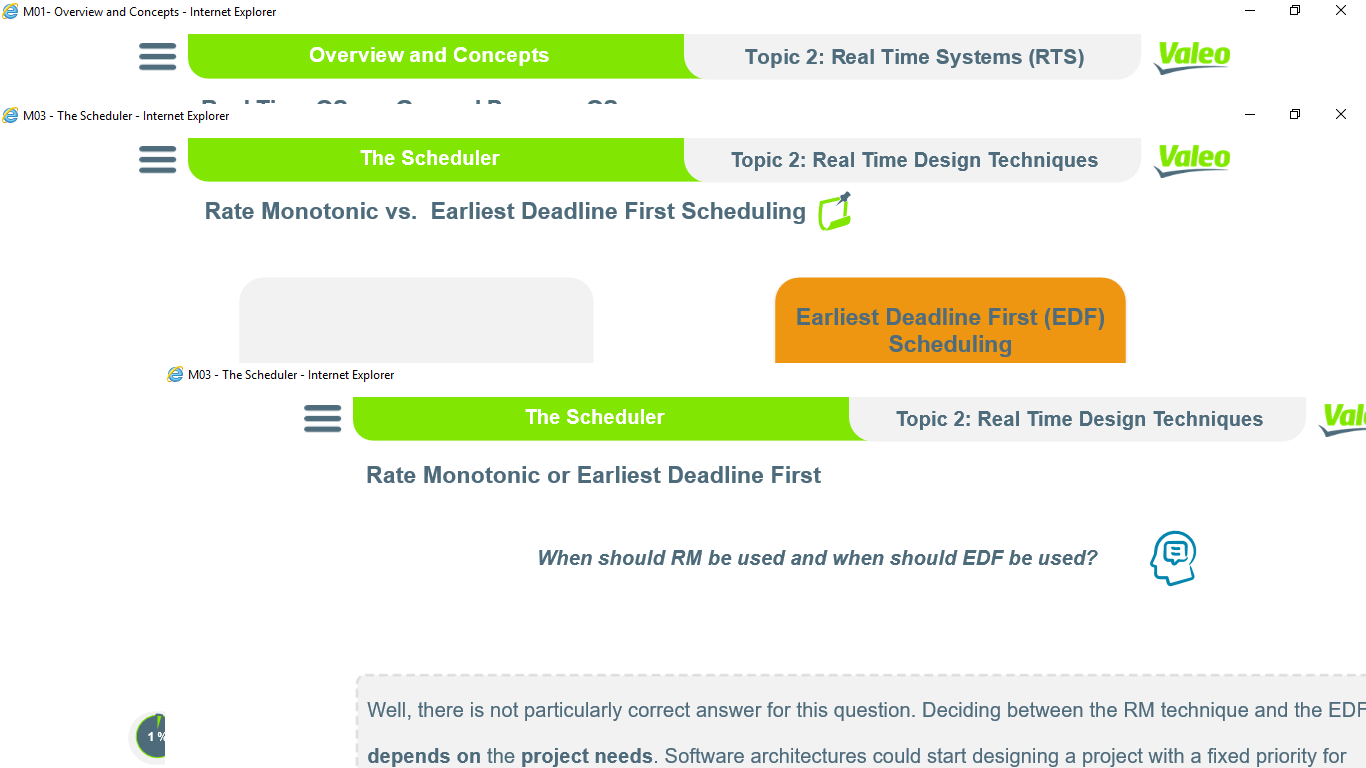 M01- Overview and Concepts - Internet Explorer
Overview and Concepts
Topic 2: Real Time Systems (RTS)
Valeo
M03 - The Scheduler - Internet Explorer
The Scheduler
Topic 2: Real Time Design Techniques
Valeo
Rate Monotonic vs. Earliest Deadline First Scheduling
Earliest Deadline First (EDF)
Scheduling
M03 - The Scheduler - Internet Explorer
The Scheduler
Topic 2: Real Time Design Techniques
Rate Monotonic or Earliest Deadline First
When should RM be used and when should EDF be used?
Well, there is not particularly correct answer for this question. Deciding between the RM technique and the EDF
1 %
depends on the project needs. Software architectures could start designing a project with a fixed priority for